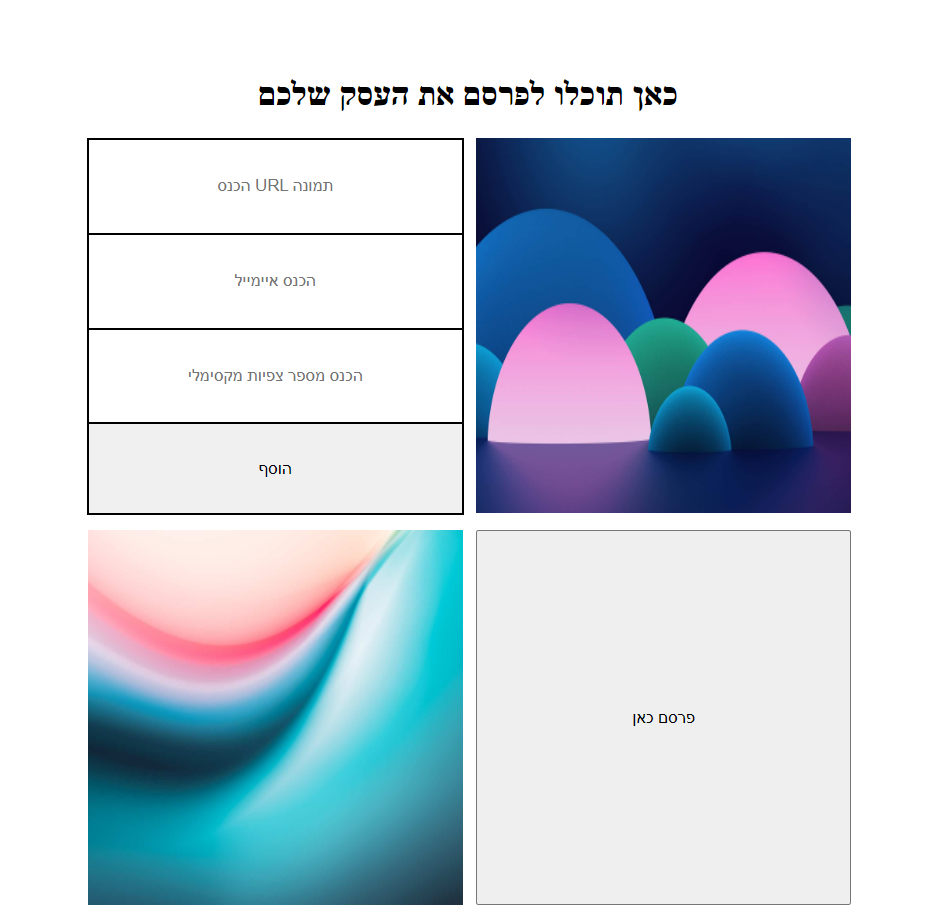 כאן תוכלו לפרסם את העסק שלכם
תמונה URL הכנס
הכנס איימייל
הכנס מספר צפיות מקסימלי
הוסף
פרסם כאן